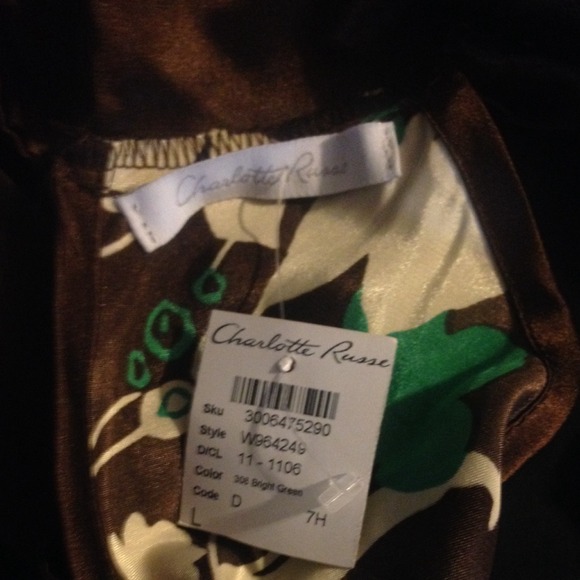 Charlotte Russe
Charlotte Russe
Sku 3006475290
Style W964249
D/CL 11 - 1106
Color 308 Bright Green
Code D 7H
L